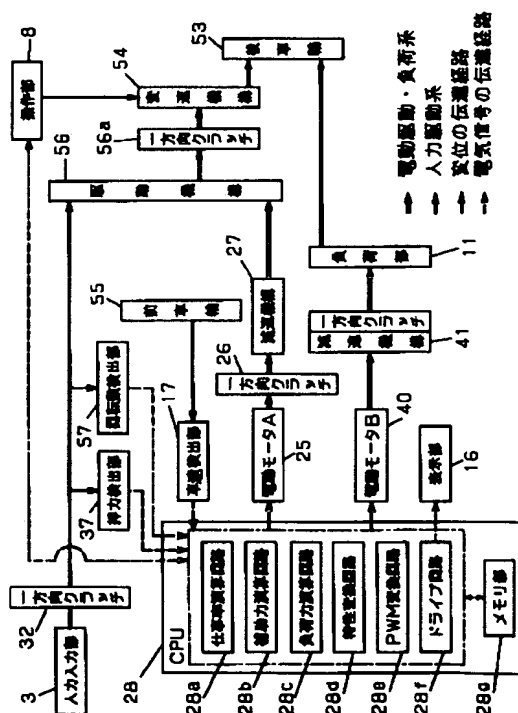 8
操作部
53
後車輪
54
変速機構
56a
一方向クラッチ
56
駆動機構
27
減速機構
55
前車輪
26
一方向クラッチ
57
回転数検出部
17
車速検出部
電動モータA
25
37
押力検出部
32
一方向クラッチ
3
人力入力部
28
CPU
28a
仕事率演算回路
28b
補助力演算回路
28c
負荷力演算回路
28d
特性変換回路
28e
PWM変換回路
28f
ドライブ回路
28g
メモリ部
電動モータB
40
表示部
16
一方向クラッチ
減速機構
41
負荷部
11
電動駆動・負荷系
人力駆動系
変位の伝達経路
電気信号の伝達経路